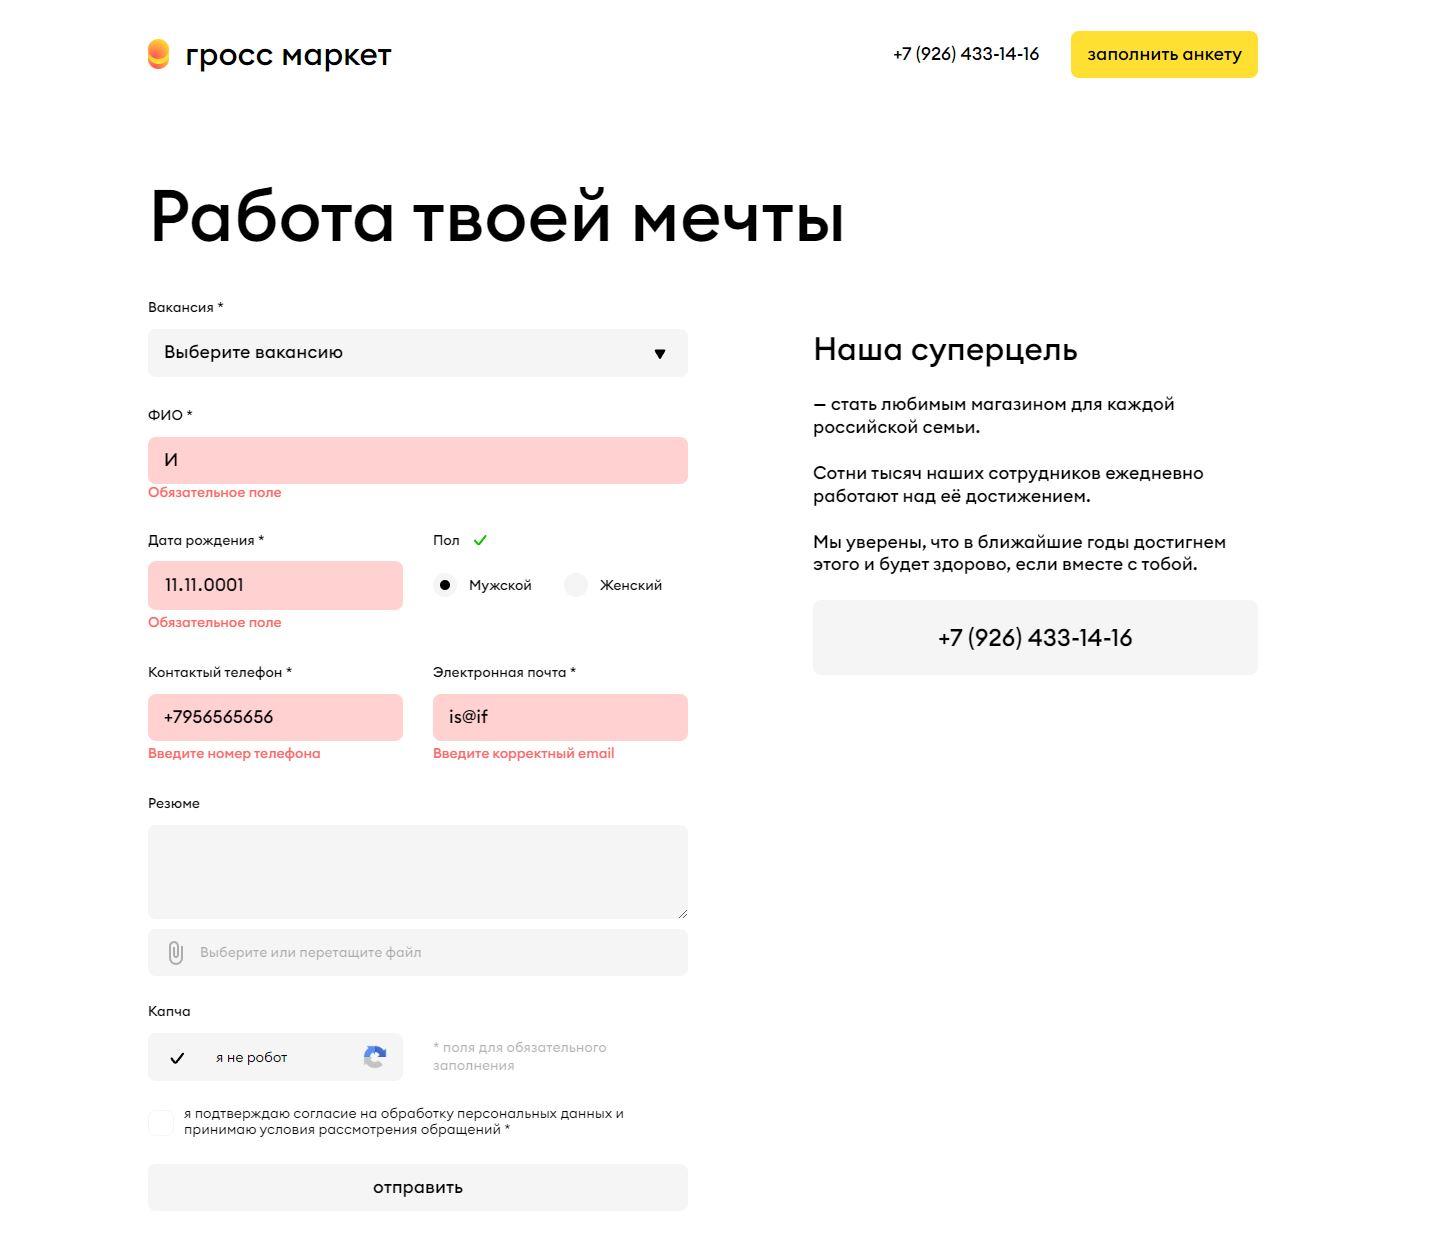 гросс маркет
+7 (926) 433-14-16
заполнить анкету
Работа твоей мечты
Вакансия *
Выберите вакансию
ФИО *
И
Обязательное поле
Дата рождения *
11.11.0001
Обязательное поле
Пол
Мужской
Женский
Контактый телефон *
+7956565656
Введите номер телефона
Электронная почта *
is@if
Введите корректный email
Резюме
Выберите или перетащите файл
Капча
я не робот
* поля для обязательного
заполнения
я подтверждаю согласие на обработку персональных данных и
принимаю условия рассмотрения обращений *
отправить
Наша суперцель
— стать любимым магазином для каждой
российской семьи.
Сотни тысяч наших сотрудников ежедневно
работают над её достижением.
Мы уверены, что в ближайшие годы достигнем
этого и будет здорово, если вместе с тобой.
+7 (926) 433-14-16